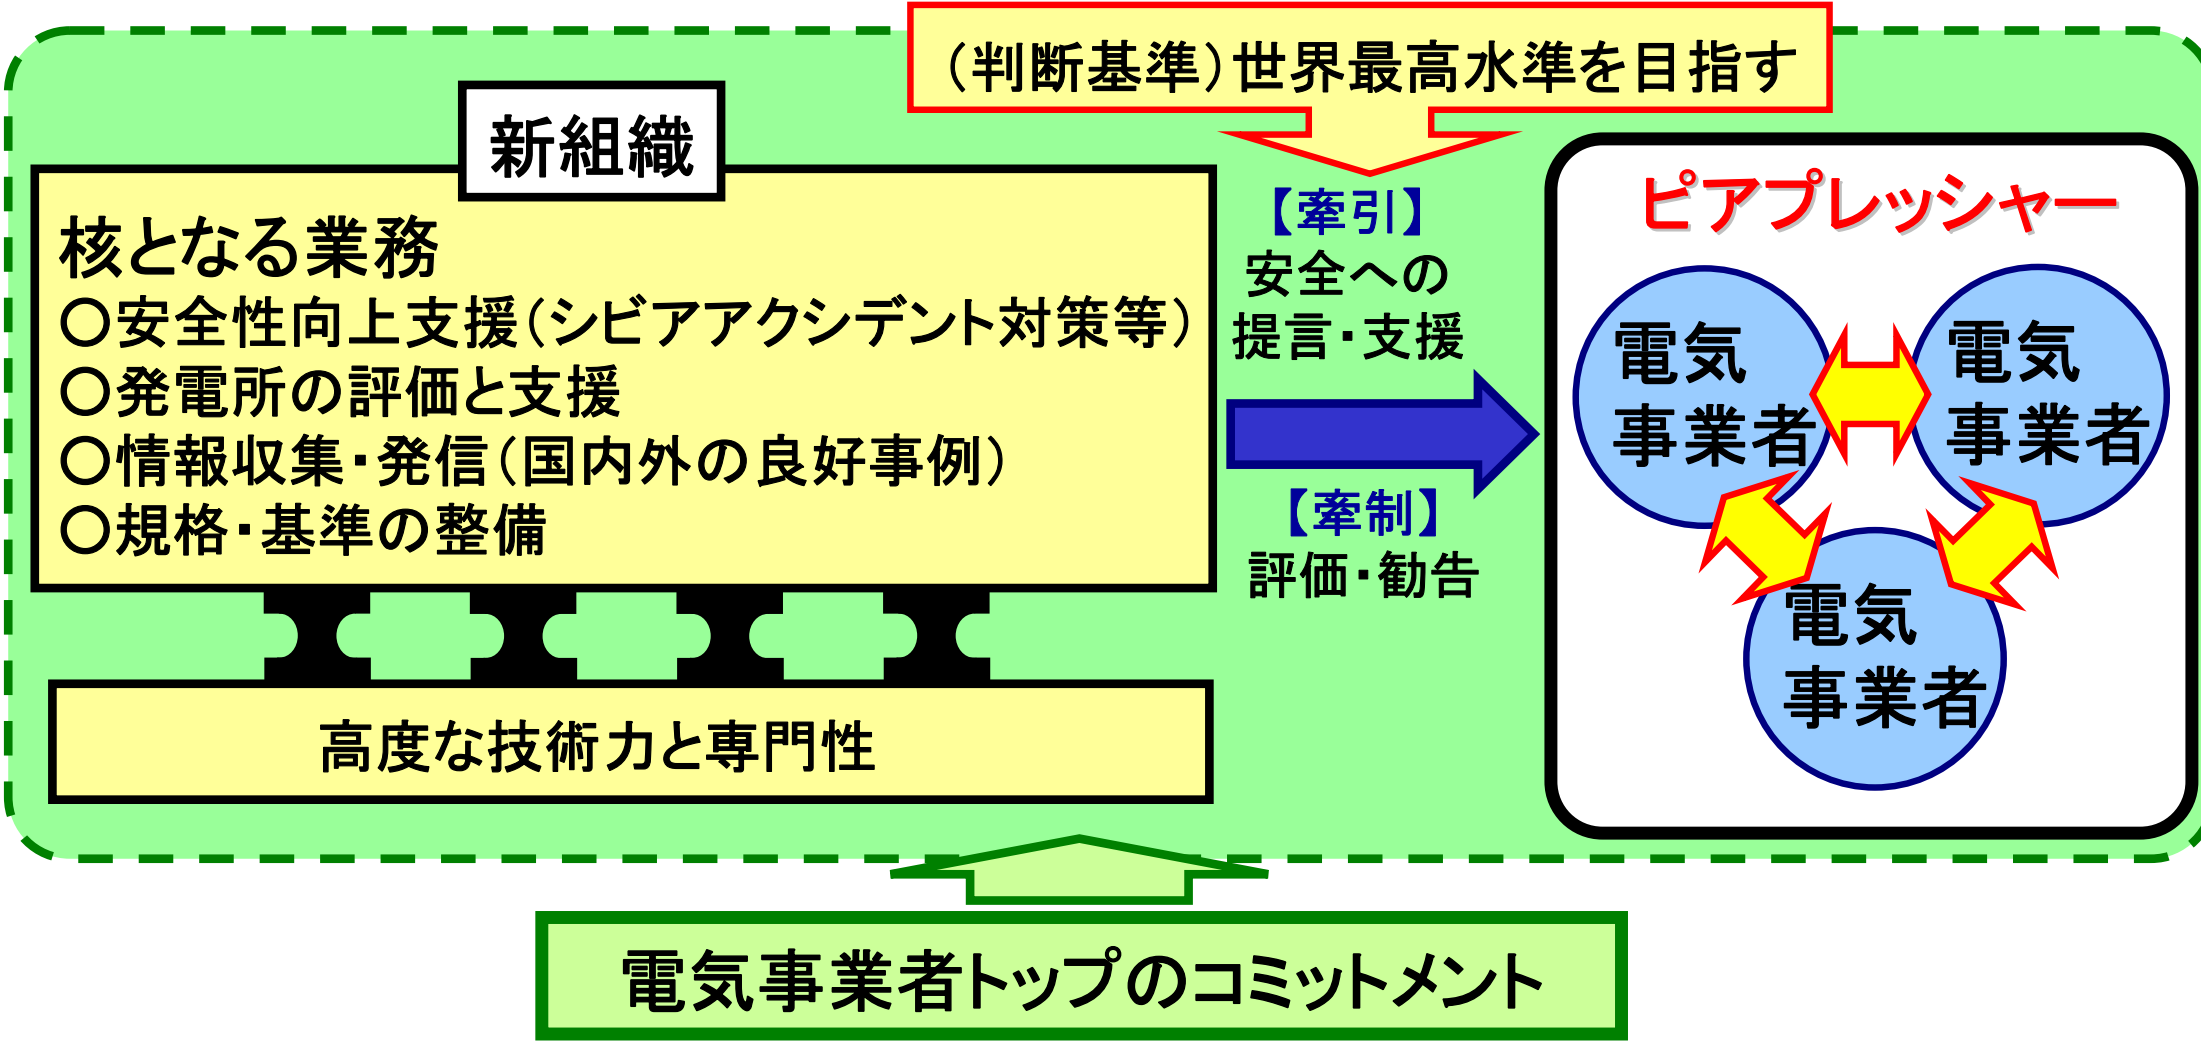 (判断基準)世界最高水準を目指す
新組織
核となる業務
○安全性向上支援(シビアアクシデント対策等)
○発電所の評価と支援
○情報収集・発信(国内外の良好事例)
○規格・基準の整備
高度な技術力と専門性
【牽引】
安全への
提言・支援
【牽制】
評価・勧告
ピアプレッシャー
電気
事業者
電気
事業者
電気
事業者
電気事業者トップのコミットメント